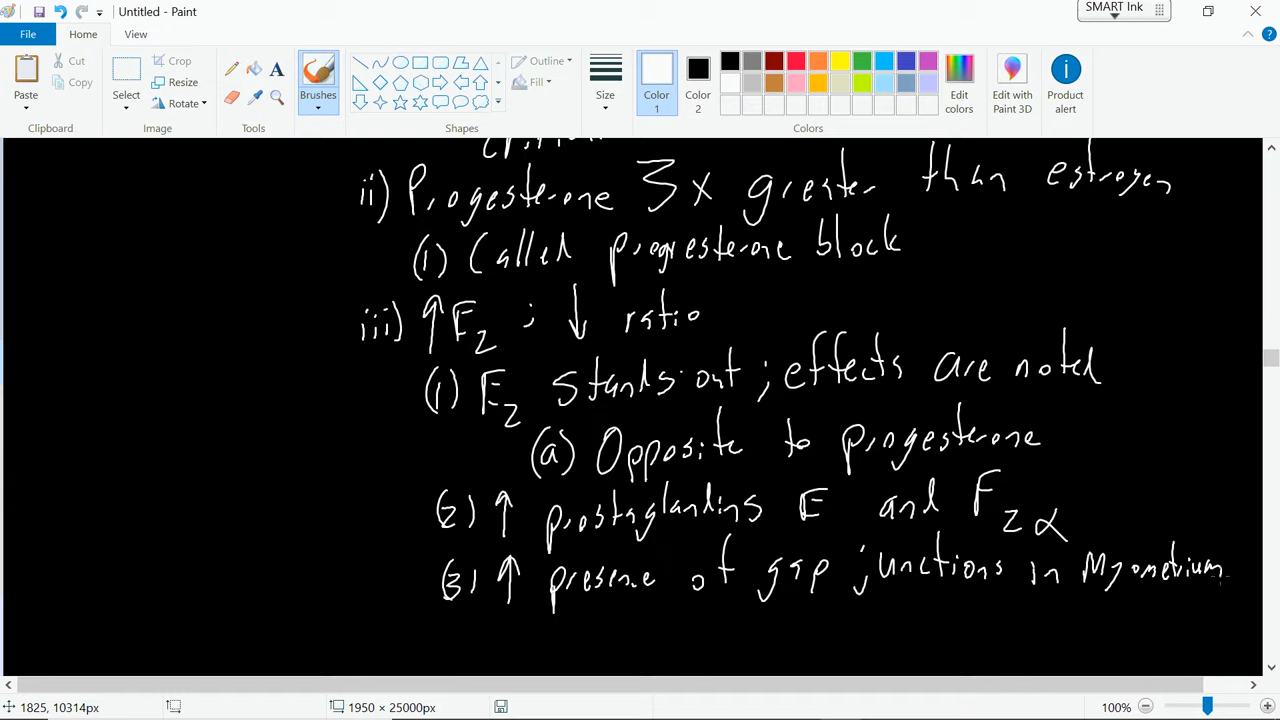 Untitled - Paint
SMART Ink
File
Home
View
Paste
Cut
Copy
Clipboard
Select
Crop
Resize
Rotate
Image
Tools
Brushes
Shapes
Outline
Fill
Size
Color 1
Color 2
Colors
Edit colors
Edit with Paint 3D
Product alert
ii) Progesterone 3x greater than estrogen
(1) Called progesterone block
iii) ↑ E2 ; ↓ ratio
(1) E2 stands out ; effects are noted
(a) Opposite to progesterone
(2) ↑ prostaglandins E and F2α
(3) ↑ presence of gap junctions in Myometrium
1825, 10314px
1950 × 25000px
100%